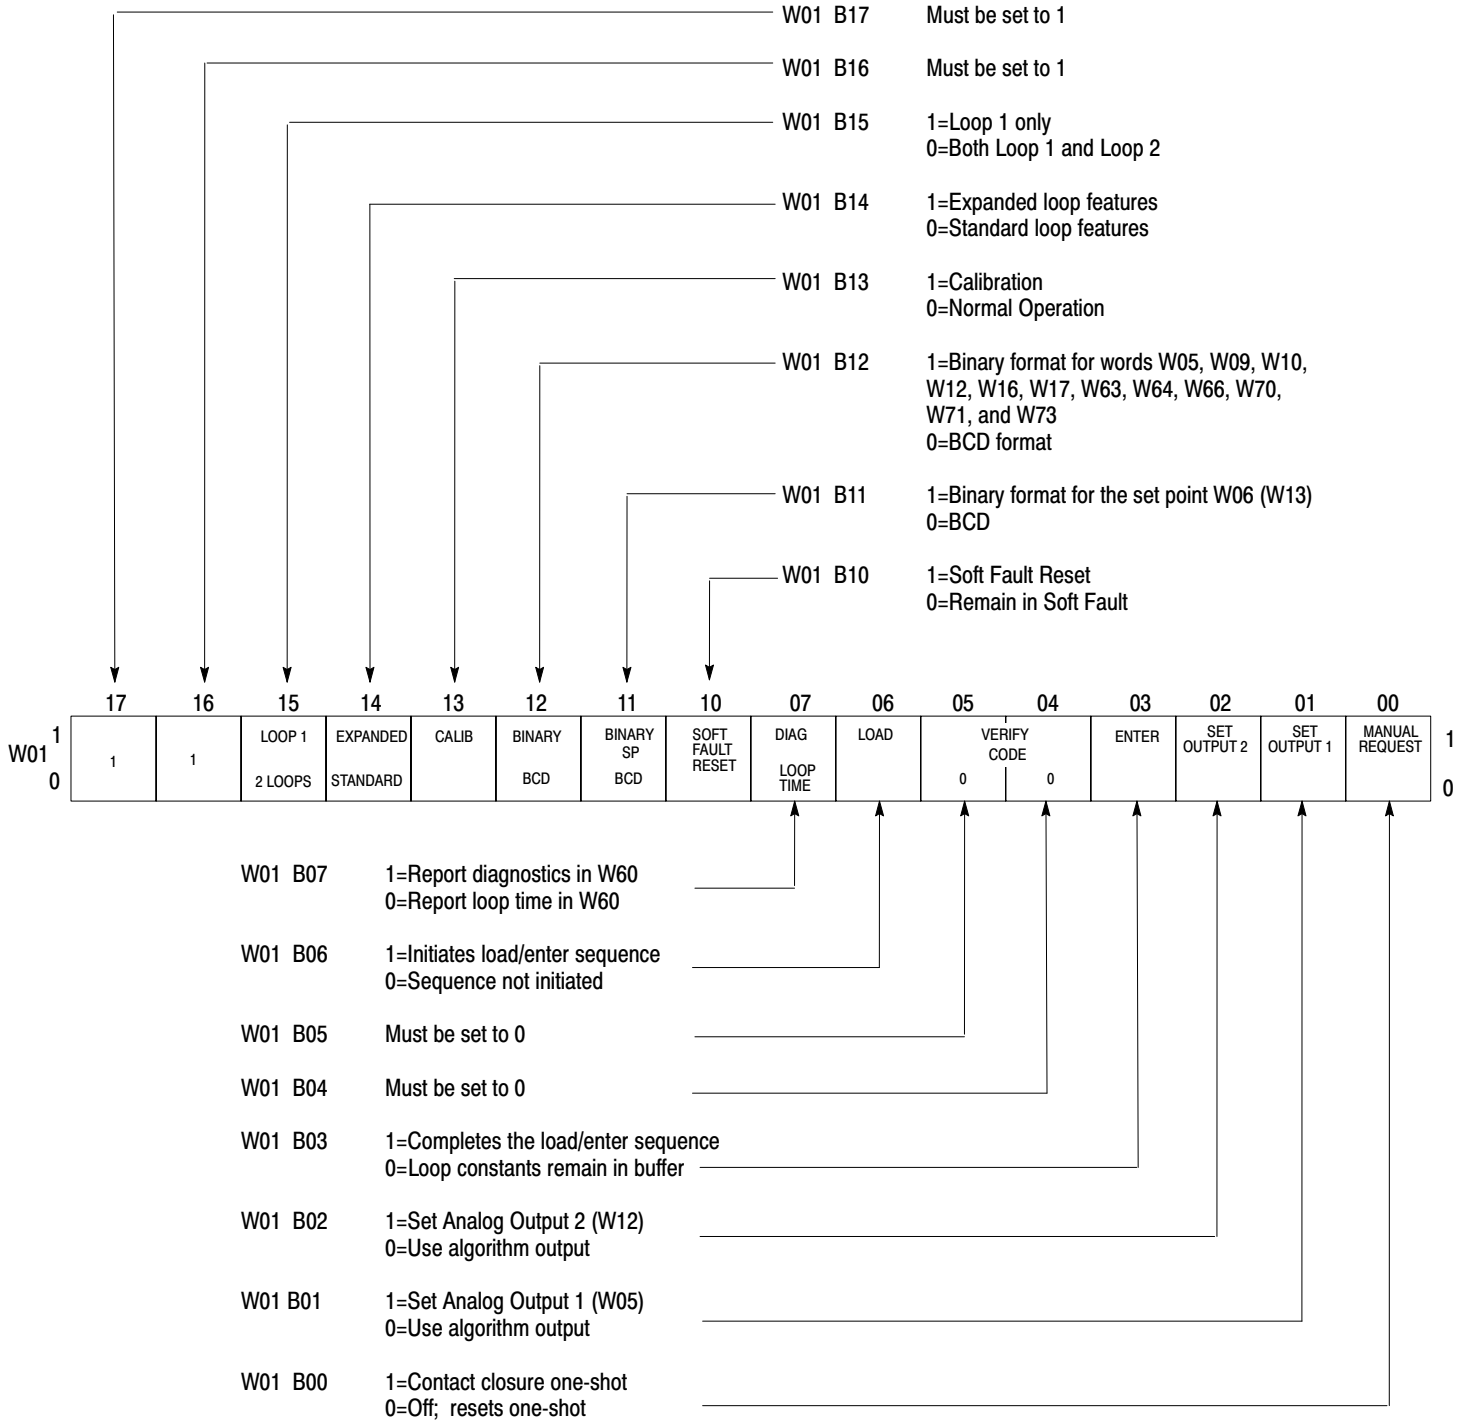 W01 B17 Must be set to 1
W01 B16 Must be set to 1
W01 B15 1=Loop 1 only
0=Both Loop 1 and Loop 2
W01 B14 1=Expanded loop features
0=Standard loop features
W01 B13 1=Calibration
0=Normal Operation
W01 B12 1=Binary format for words W05, W09, W10,
W12, W16, W17, W63, W64, W66, W70,
W71, and W73
0=BCD format
W01 B11 1=Binary format for the set point W06 (W13)
0=BCD
W01 B10 1=Soft Fault Reset
0=Remain in Soft Fault
17 16 15 14 13 12 11 10 07 06 05 04 03 02 01 00
W01
1
0
1
1
LOOP 1
2 LOOPS
EXPANDED
STANDARD
CALIB
BINARY
BCD
BINARY
SP
BCD
SOFT
FAULT
RESET
DIAG
LOOP
TIME
LOAD
VERIFY
CODE
0 0
ENTER
SET
OUTPUT 2
SET
OUTPUT 1
MANUAL
REQUEST
1
0
W01 B07 1=Report diagnostics in W60
0=Report loop time in W60
W01 B06 1=Initiates load/enter sequence
0=Sequence not initiated
W01 B05 Must be set to 0
W01 B04 Must be set to 0
W01 B03 1=Completes the load/enter sequence
0=Loop constants remain in buffer
W01 B02 1=Set Analog Output 2 (W12)
0=Use algorithm output
W01 B01 1=Set Analog Output 1 (W05)
0=Use algorithm output
W01 B00 1=Contact closure one-shot
0=Off; resets one-shot